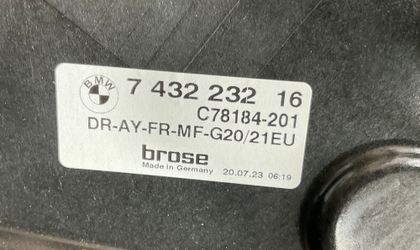 BMW
7 432 232 16
C78184-201
DR-AY-FR-MF-G20/21EU
brose
Made in Germany 20.07.23 06:19